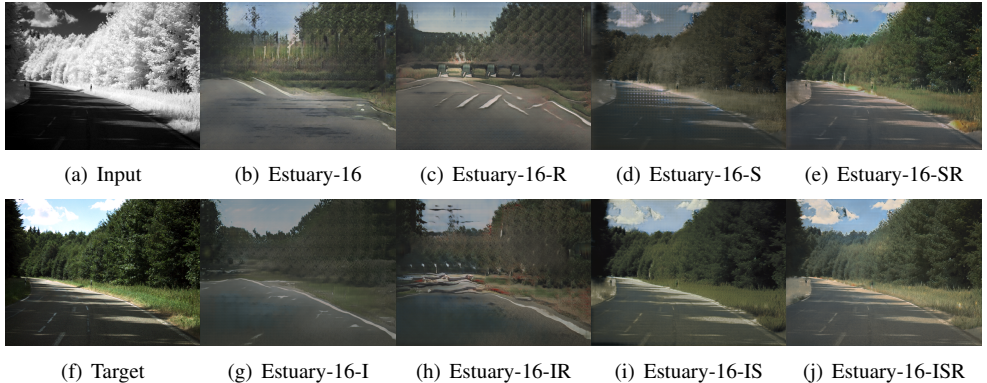 (a) Input
(b) Estuary-16
(c) Estuary-16-R
(d) Estuary-16-S
(e) Estuary-16-SR
(f) Target
(g) Estuary-16-I
(h) Estuary-16-IR
(i) Estuary-16-IS
(j) Estuary-16-ISR